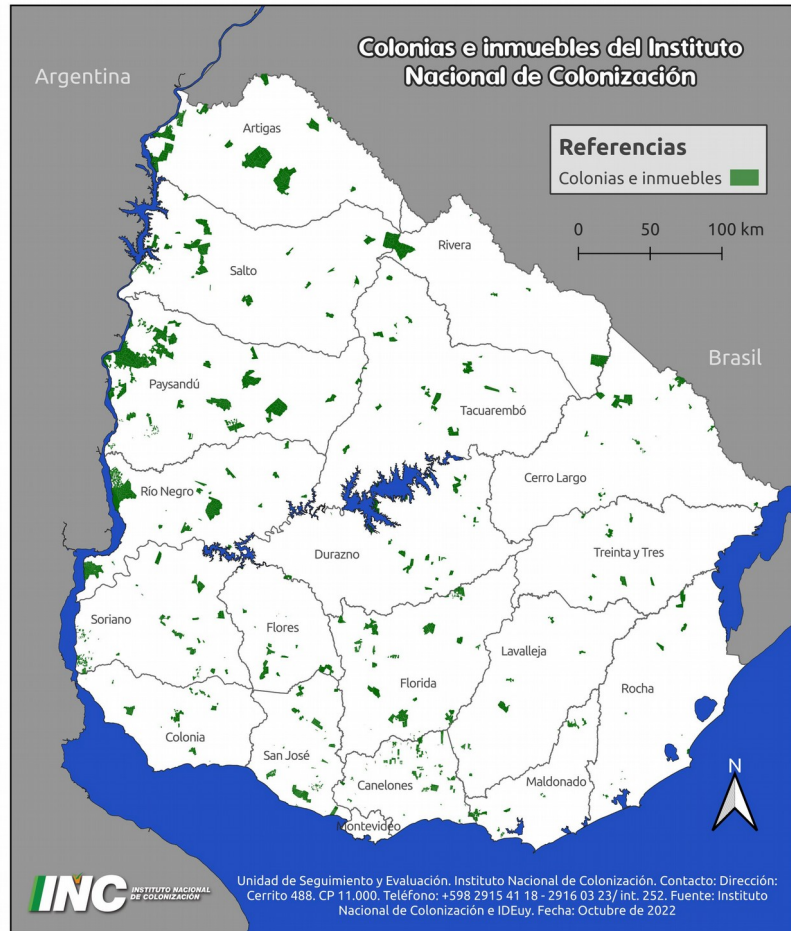 Colonias e inmuebles del Instituto
Nacional de Colonización
Argentina
Artigas
Referencias
Colonias e inmuebles
0 50 100 km
Rivera
Salto
Brasil
Paysandú
Tacuarembó
Cerro Largo
Río Negro
Durazno
Treinta y Tres
Soriano
Flores
Lavalleja
Florida
Rocha
Colonia
San José
Canelones
Maldonado
Montevideo
N
INC INSTITUTO NACIONAL
DE COLONIZACIÓN
Unidad de Seguimiento y Evaluación. Instituto Nacional de Colonización. Contacto: Dirección:
Cerrito 488. CP 11.000. Teléfono: +598 2915 41 18 - 2916 03 23/ int. 252. Fuente: Instituto
Nacional de Colonización e IDEuy. Fecha: Octubre de 2022